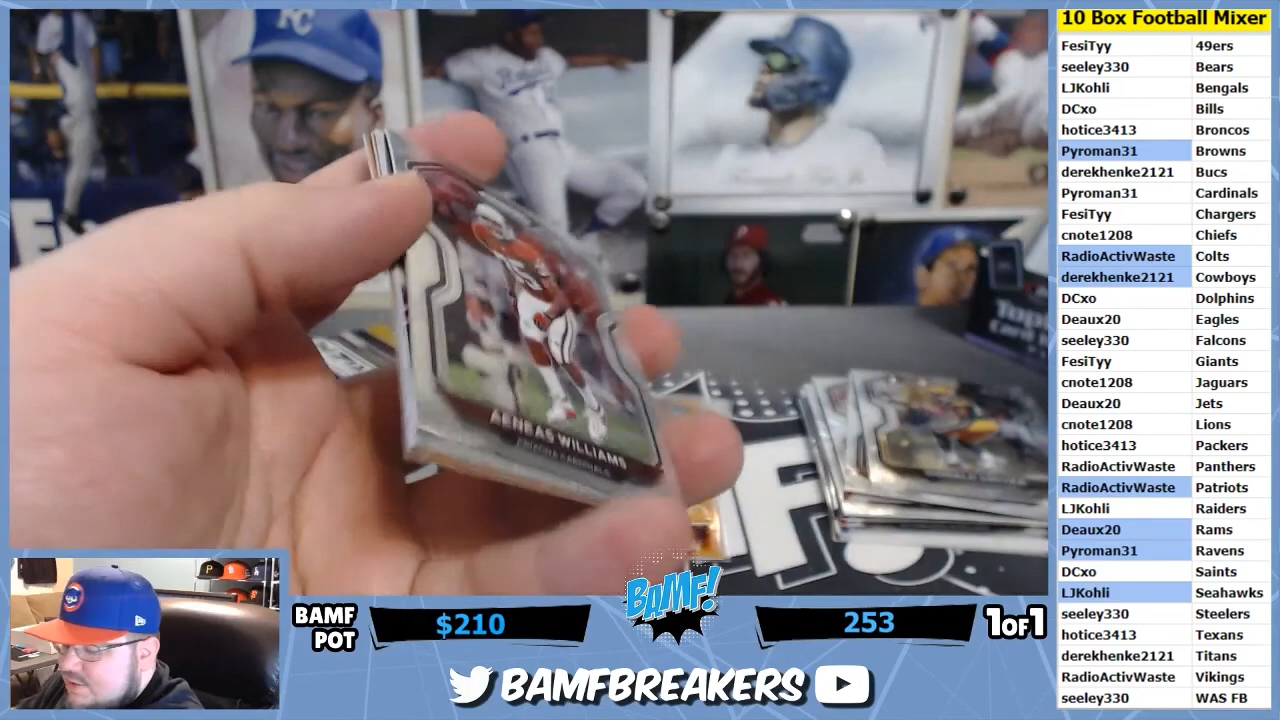 10 Box Football Mixer
FesiTyy 49ers
seeley330 Bears
LJKohli Bengals
DCxo Bills
hotice3413 Broncos
Pyroman31 Browns
derekhenke2121 Bucs
Pyroman31 Cardinals
FesiTyy Chargers
cnote1208 Chiefs
RadioActivWaste Colts
derekhenke2121 Cowboys
DCxo Dolphins
Deaux20 Eagles
seeley330 Falcons
FesiTyy Giants
cnote1208 Jaguars
Deaux20 Jets
cnote1208 Lions
hotice3413 Packers
RadioActivWaste Panthers
RadioActivWaste Patriots
LJKohli Raiders
Deaux20 Rams
Pyroman31 Ravens
DCxo Saints
LJKohli Seahawks
seeley330 Steelers
hotice3413 Texans
derekhenke2121 Titans
RadioActivWaste Vikings
seeley330 WAS FB
KC
AENEAS WILLIAMS
BAMF POT
$210
BAMF!
253
1OF1
BAMFBREAKERS